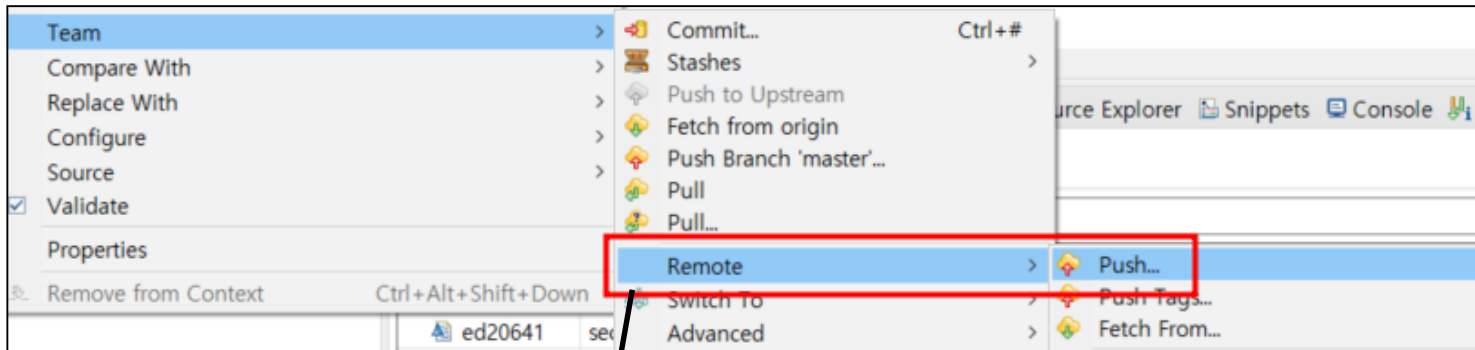 Team
Compare With
Replace With
Configure
Source
Validate
Properties
Remove from Context Ctrl+Alt+Shift+Down
ed20641
Commit... Ctrl+#
Stashes
Push to Upstream
Fetch from origin
Push Branch 'master'...
Pull
Pull...
Remote
Switch To
Advanced
Push...
Push Tags...
Fetch From...
Explorer Snippets Console